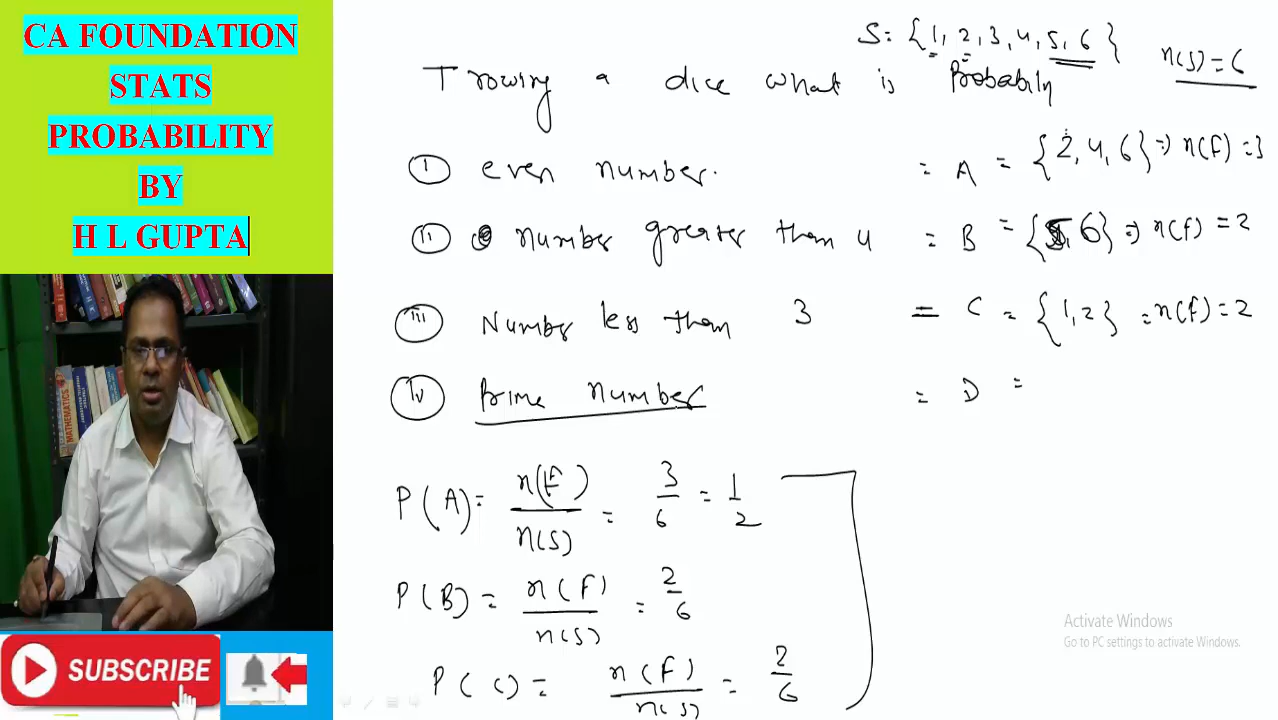 CA FOUNDATION
STATS
PROBABILITY
BY
H L GUPTA
MATHEMATICS
SUBSCRIBE
S: {1, 2, 3, 4, 5, 6} n(S) = 6
Trowing a dice what is Probabily
(i) even number. = A = {2, 4, 6} => n(F) = 3
(ii) number greater than 4 = B = {5, 6} => n(F) = 2
(iii) Number less than 3 = C = {1, 2} = n(F) = 2
(iv) Prime number = D =
P(A) = n(F)/n(S) = 3/6 = 1/2
P(B) = n(F)/n(S) = 2/6
P(C) = n(F)/n(S) = 2/6
Activate Windows
Go to PC settings to activate Windows.